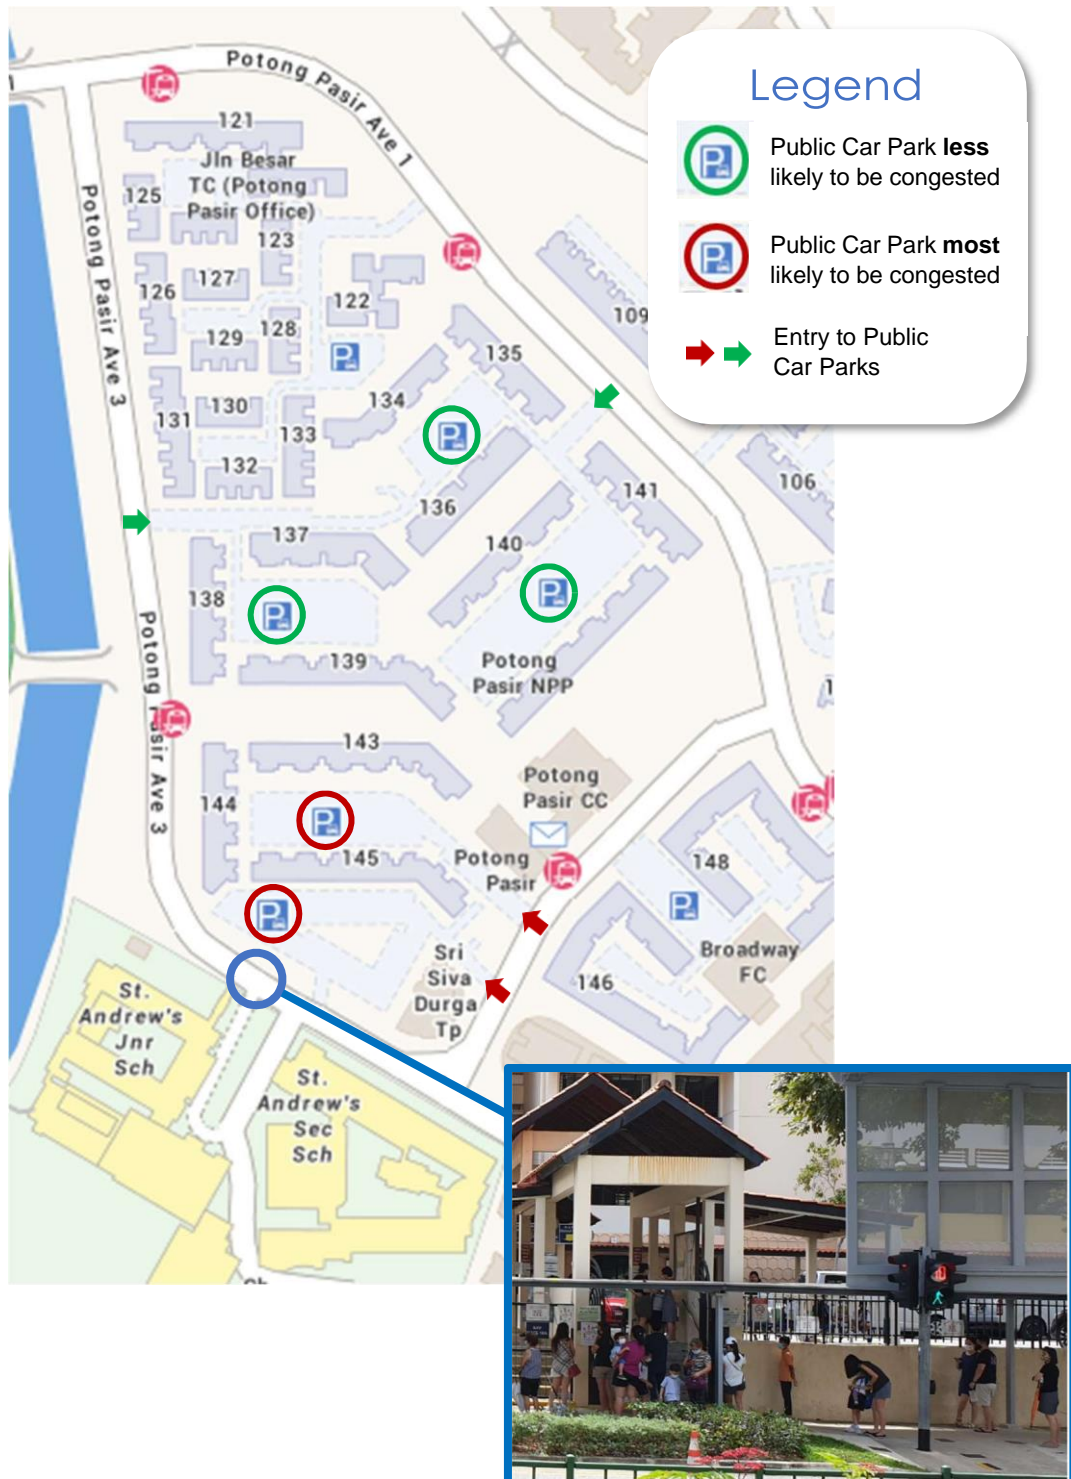 Legend
Public Car Park less
likely to be congested
Public Car Park most
likely to be congested
Entry to Public
Car Parks
Potong Pasir Ave 1
121
Jln Besar
TC (Potong
Pasir Office)
125
123
Potong Pasir Ave 3
127
126
122
109
129
128
135
134
130
131
133
132
106
141
136
137
140
138
139
Potong
Pasir NPP
Potong Pasir Ave 3
143
Potong
Pasir CC
144
145
Potong
Pasir
148
Broadway
FC
146
Sri
Siva
Durga
Tp
St.
Andrew's
Jnr
Sch
St.
Andrew's
Sec
Sch